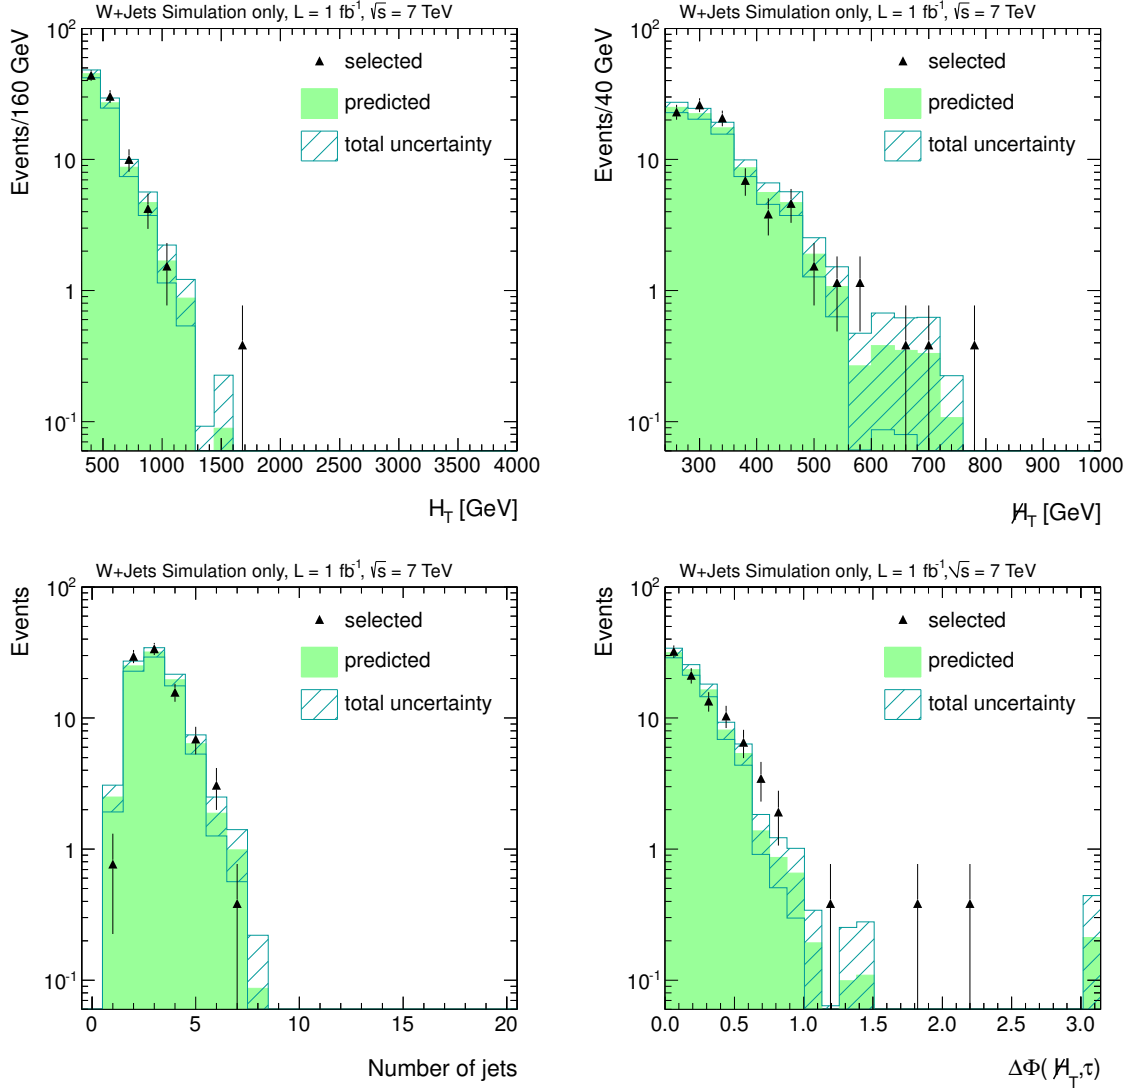 W+Jets Simulation only, L = 1 fb⁻¹, √s = 7 TeV
Events/160 GeV
10²
10
1
10⁻¹
selected
predicted
total uncertainty
500 1000 1500 2000 2500 3000 3500 4000
H_T [GeV]
W+Jets Simulation only, L = 1 fb⁻¹, √s = 7 TeV
Events/40 GeV
10²
10
1
10⁻¹
selected
predicted
total uncertainty
300 400 500 600 700 800 900 1000
H̸_T [GeV]
W+Jets Simulation only, L = 1 fb⁻¹, √s = 7 TeV
Events
10²
10
1
10⁻¹
selected
predicted
total uncertainty
0 5 10 15 20
Number of jets
W+Jets Simulation only, L = 1 fb⁻¹,√s = 7 TeV
Events
10²
10
1
10⁻¹
selected
predicted
total uncertainty
0.0 0.5 1.0 1.5 2.0 2.5 3.0
ΔΦ( H̸_T,τ)